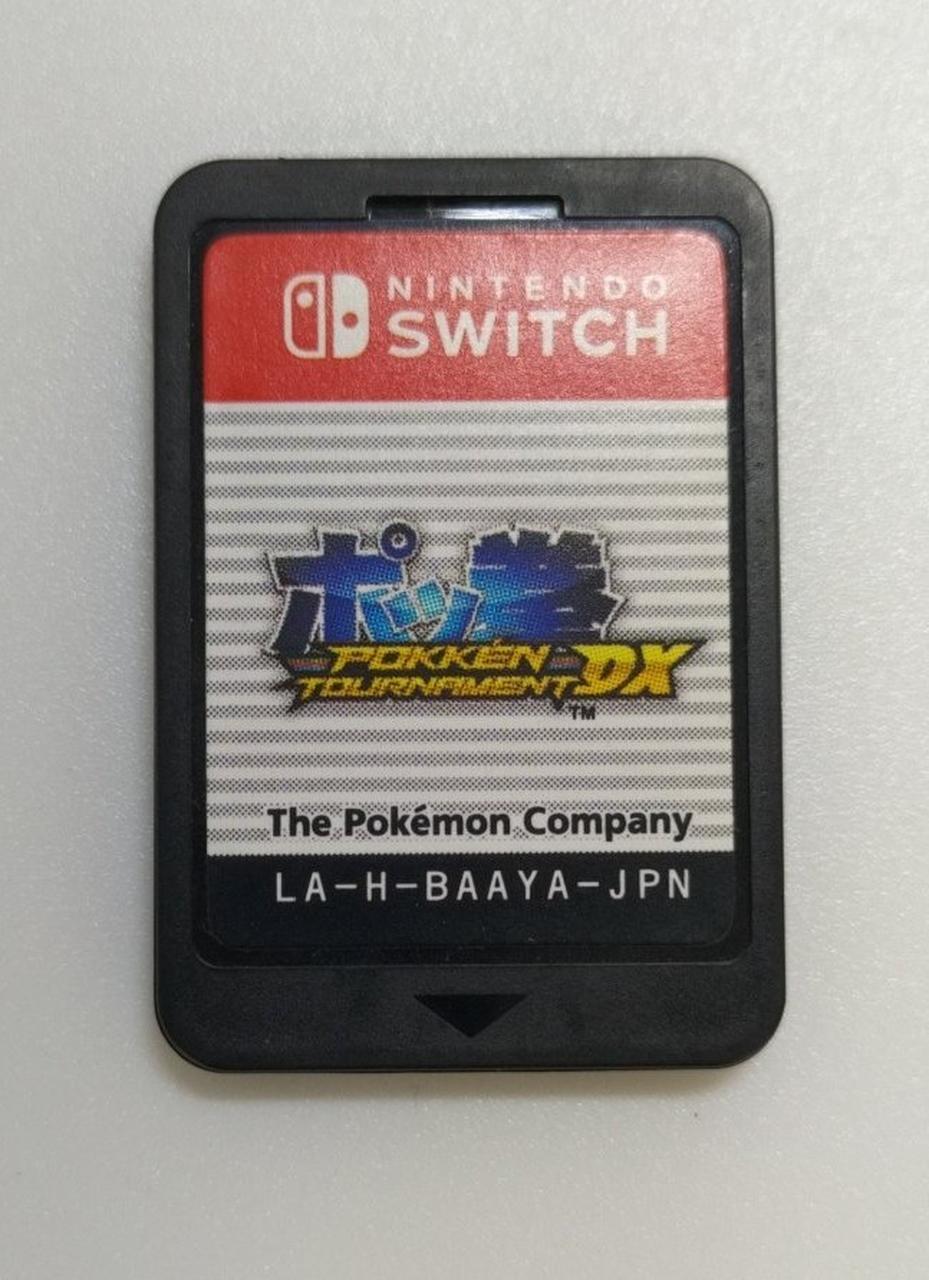 NINTENDO
SWITCH
ポッ拳
POKKÉN
TOURNAMENT DX
TM
The Pokémon Company
LA-H-BAAYA-JPN